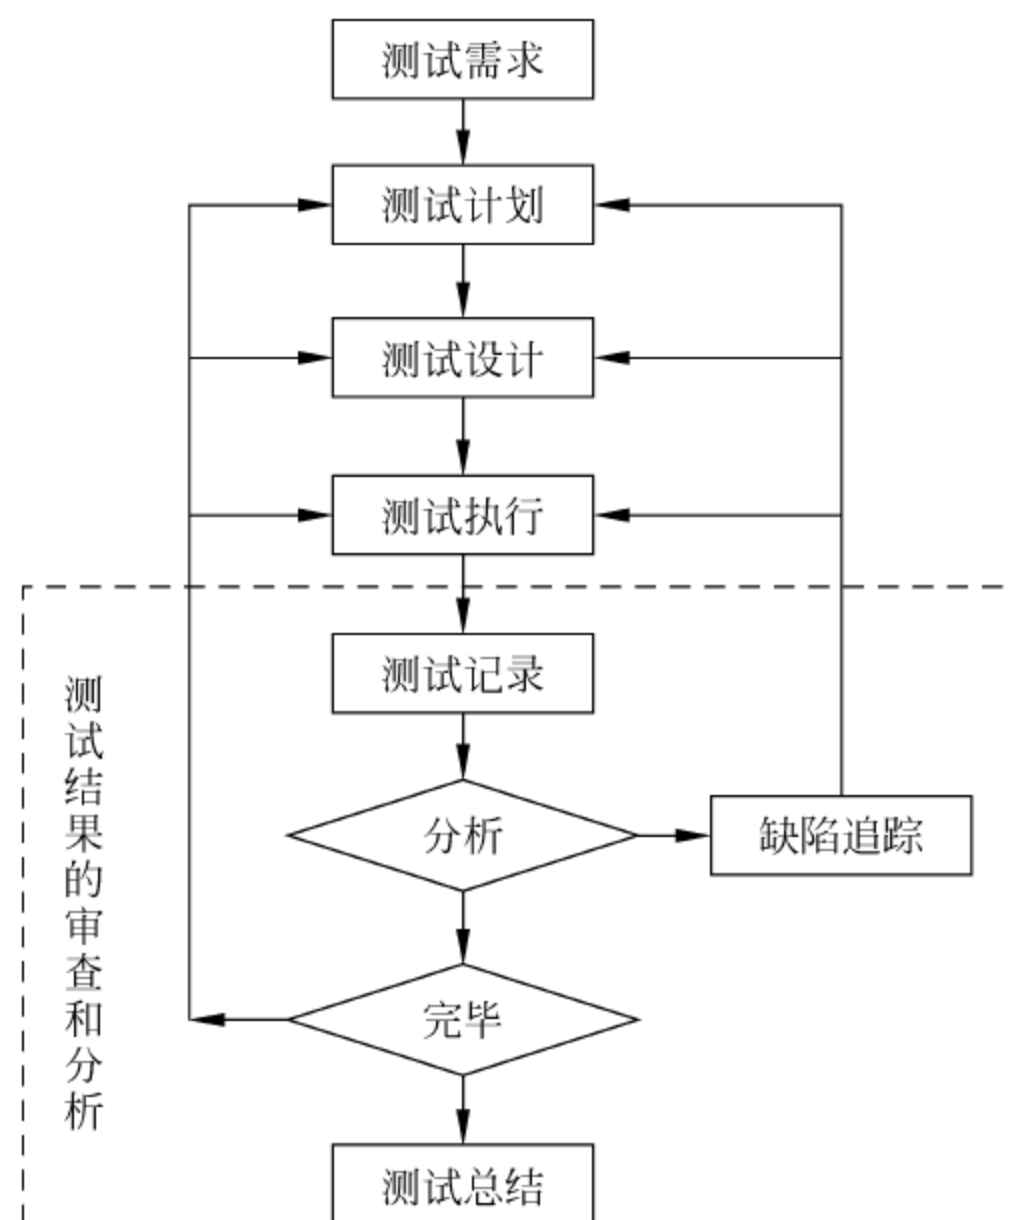 测试需求
测试计划
测试设计
测试执行
测试记录
分析
缺陷追踪
完毕
测试总结
测试结果的审查和分析